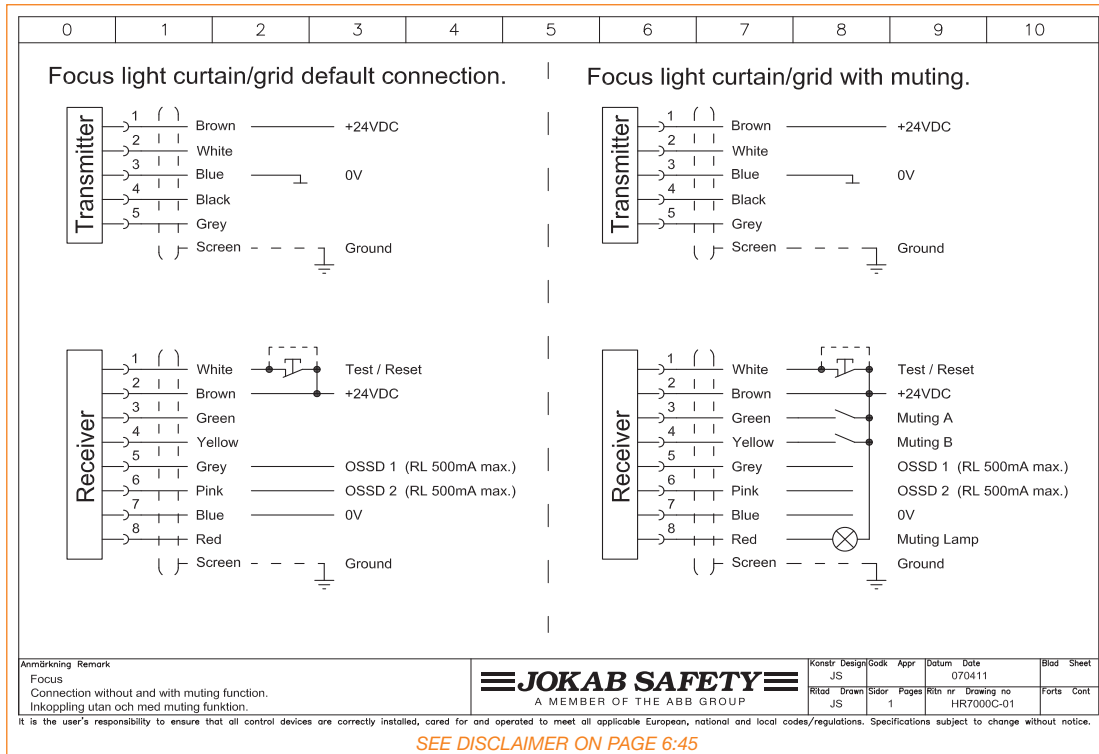 0 1 2 3 4 5 6 7 8 9 10
Focus light curtain/grid default connection.
Transmitter
1 Brown +24VDC
2 White
3 Blue 0V
4 Black
5 Grey
Screen Ground
Receiver
1 White Test / Reset
2 Brown +24VDC
3 Green
4 Yellow
5 Grey OSSD 1 (RL 500mA max.)
6 Pink OSSD 2 (RL 500mA max.)
7 Blue 0V
8 Red
Screen Ground
Focus light curtain/grid with muting.
Transmitter
1 Brown +24VDC
2 White
3 Blue 0V
4 Black
5 Grey
Screen Ground
Receiver
1 White Test / Reset
2 Brown +24VDC
3 Green Muting A
4 Yellow Muting B
5 Grey OSSD 1 (RL 500mA max.)
6 Pink OSSD 2 (RL 500mA max.)
7 Blue 0V
8 Red Muting Lamp
Screen Ground
Anmärkning Remark
Focus
Connection without and with muting function.
Inkoppling utan och med muting funktion.
JOKAB SAFETY
A MEMBER OF THE ABB GROUP
Konstr Design Godk Appr Datum Date Blad Sheet
JS 070411
Ritad Drawn Sidor Pages Ritn nr Drawing no Forts Cont
JS 1 HR7000C-01
It is the user's responsibility to ensure that all control devices are correctly installed, cared for and operated to meet all applicable European, national and local codes/regulations. Specifications subject to change without notice.
SEE DISCLAIMER ON PAGE 6:45